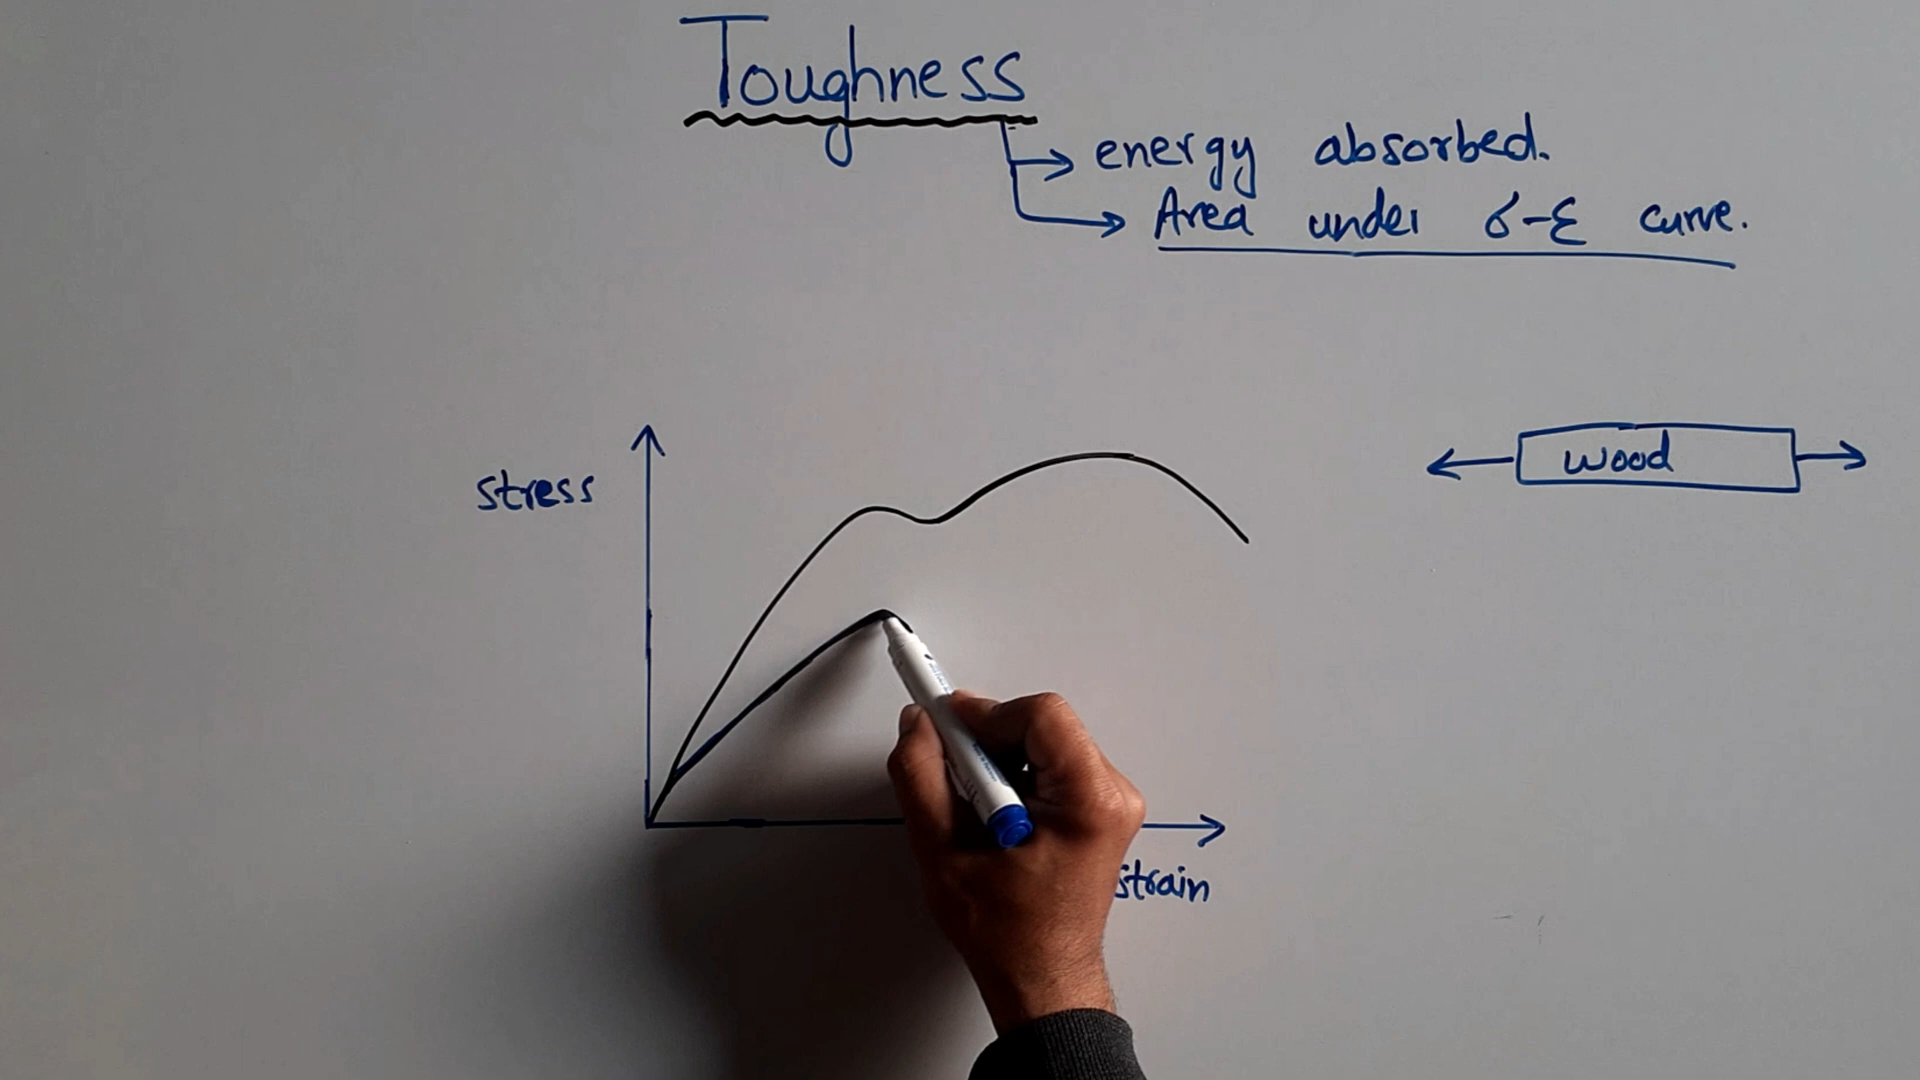 Toughness
energy absorbed.
Area under σ-ε curve.
stress
wood
strain